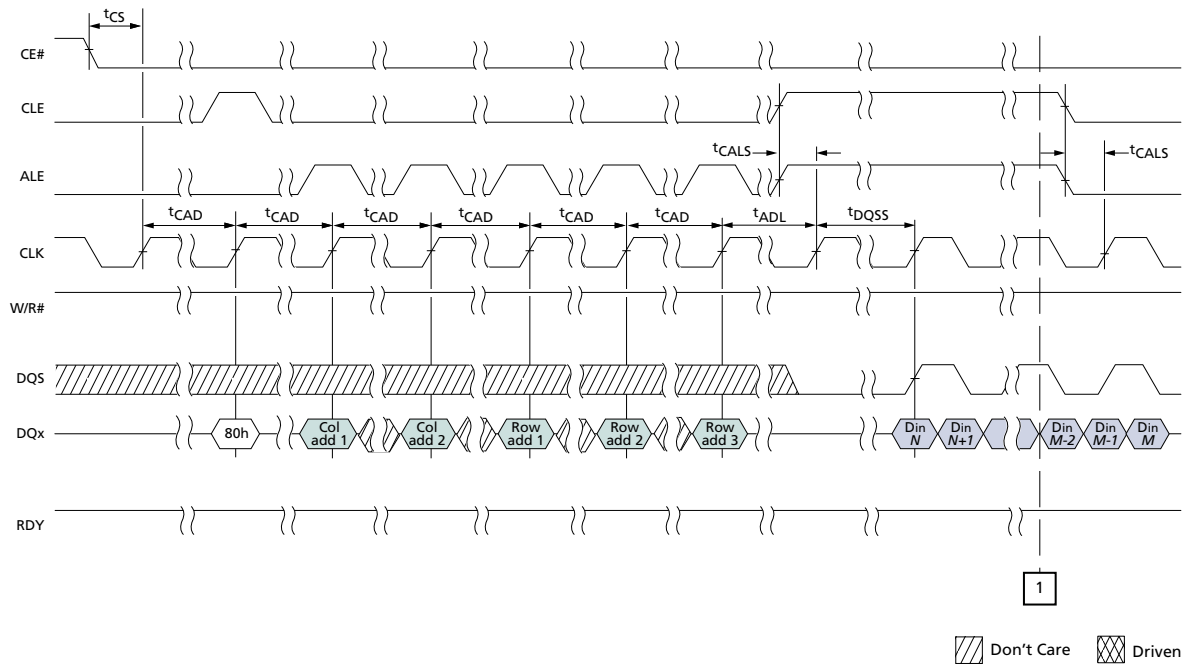 tCS
CE#
CLE
tCALS
tCALS
ALE
tCAD
tCAD
tCAD
tCAD
tCAD
tCAD
tADL
tDQSS
CLK
W/R#
DQS
DQx
80h
Col
add 1
Col
add 2
Row
add 1
Row
add 2
Row
add 3
Din
N
Din
N+1
Din
M-2
Din
M-1
Din
M
RDY
1
Don't Care
Driven